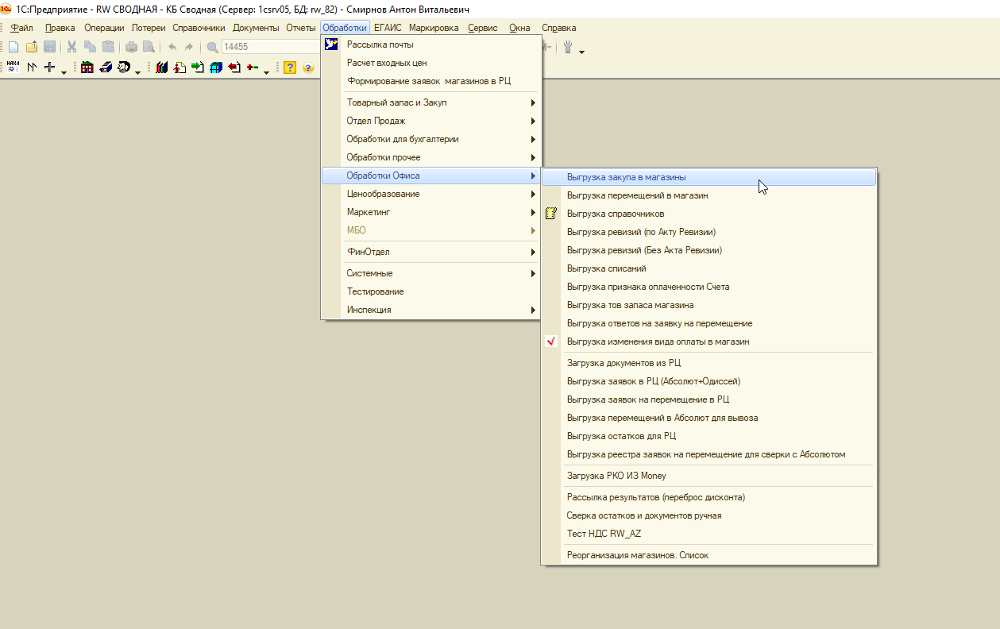 1С:Предприятие - RW СВОДНАЯ - КБ Сводная (Сервер: 1csrv05, БД: rw_82) - Смирнов Антон Витальевич
Файл Правка Операции Лотереи Справочники Документы Отчеты Обработки ЕГАИС Маркировка Сервис Окна Справка
14455
НАКЛ
Рассылка почты
Расчет входных цен
Формирование заявок магазинов в РЦ
Товарный запас и Закуп
Отдел Продаж
Обработки для бухгалтерии
Обработки прочее
Обработки Офиса
Ценообразование
Маркетинг
МБО
ФинОтдел
Системные
Тестирование
Инспекция
Выгрузка закупа в магазины
Выгрузка перемещений в магазин
Выгрузка справочников
Выгрузка ревизий (по Акту Ревизии)
Выгрузка ревизий (Без Акта Ревизии)
Выгрузка списаний
Выгрузка признака оплаченности Счета
Выгрузка тов запаса магазина
Выгрузка ответов на заявку на перемещение
Выгрузка изменения вида оплаты в магазин
Загрузка документов из РЦ
Выгрузка заявок в РЦ (Абсолют+Одиссей)
Выгрузка заявок на перемещение в РЦ
Выгрузка перемещений в Абсолют для вывоза
Выгрузка остатков для РЦ
Выгрузка реестра заявок на перемещение для сверки с Абсолютом
Загрузка РКО ИЗ Money
Рассылка результатов (переброс дисконта)
Сверка остатков и документов ручная
Тест НДС RW_AZ
Реорганизация магазинов. Список